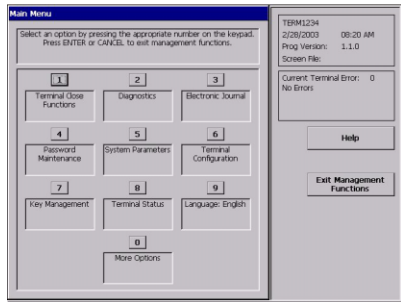 Main Menu
Select an option by pressing the appropriate number on the keypad.
Press ENTER or CANCEL to exit management functions.
1
Terminal Close
Functions
2
Diagnostics
3
Electronic Journal
4
Password
Maintenance
5
System Parameters
6
Terminal
Configuration
7
Key Management
8
Terminal Status
9
Language: English
0
More Options
TERM1234
2/28/2003 08:20 AM
Prog Version: 1.1.0
Screen File:
Current Terminal Error: 0
No Errors
Help
Exit Management
Functions